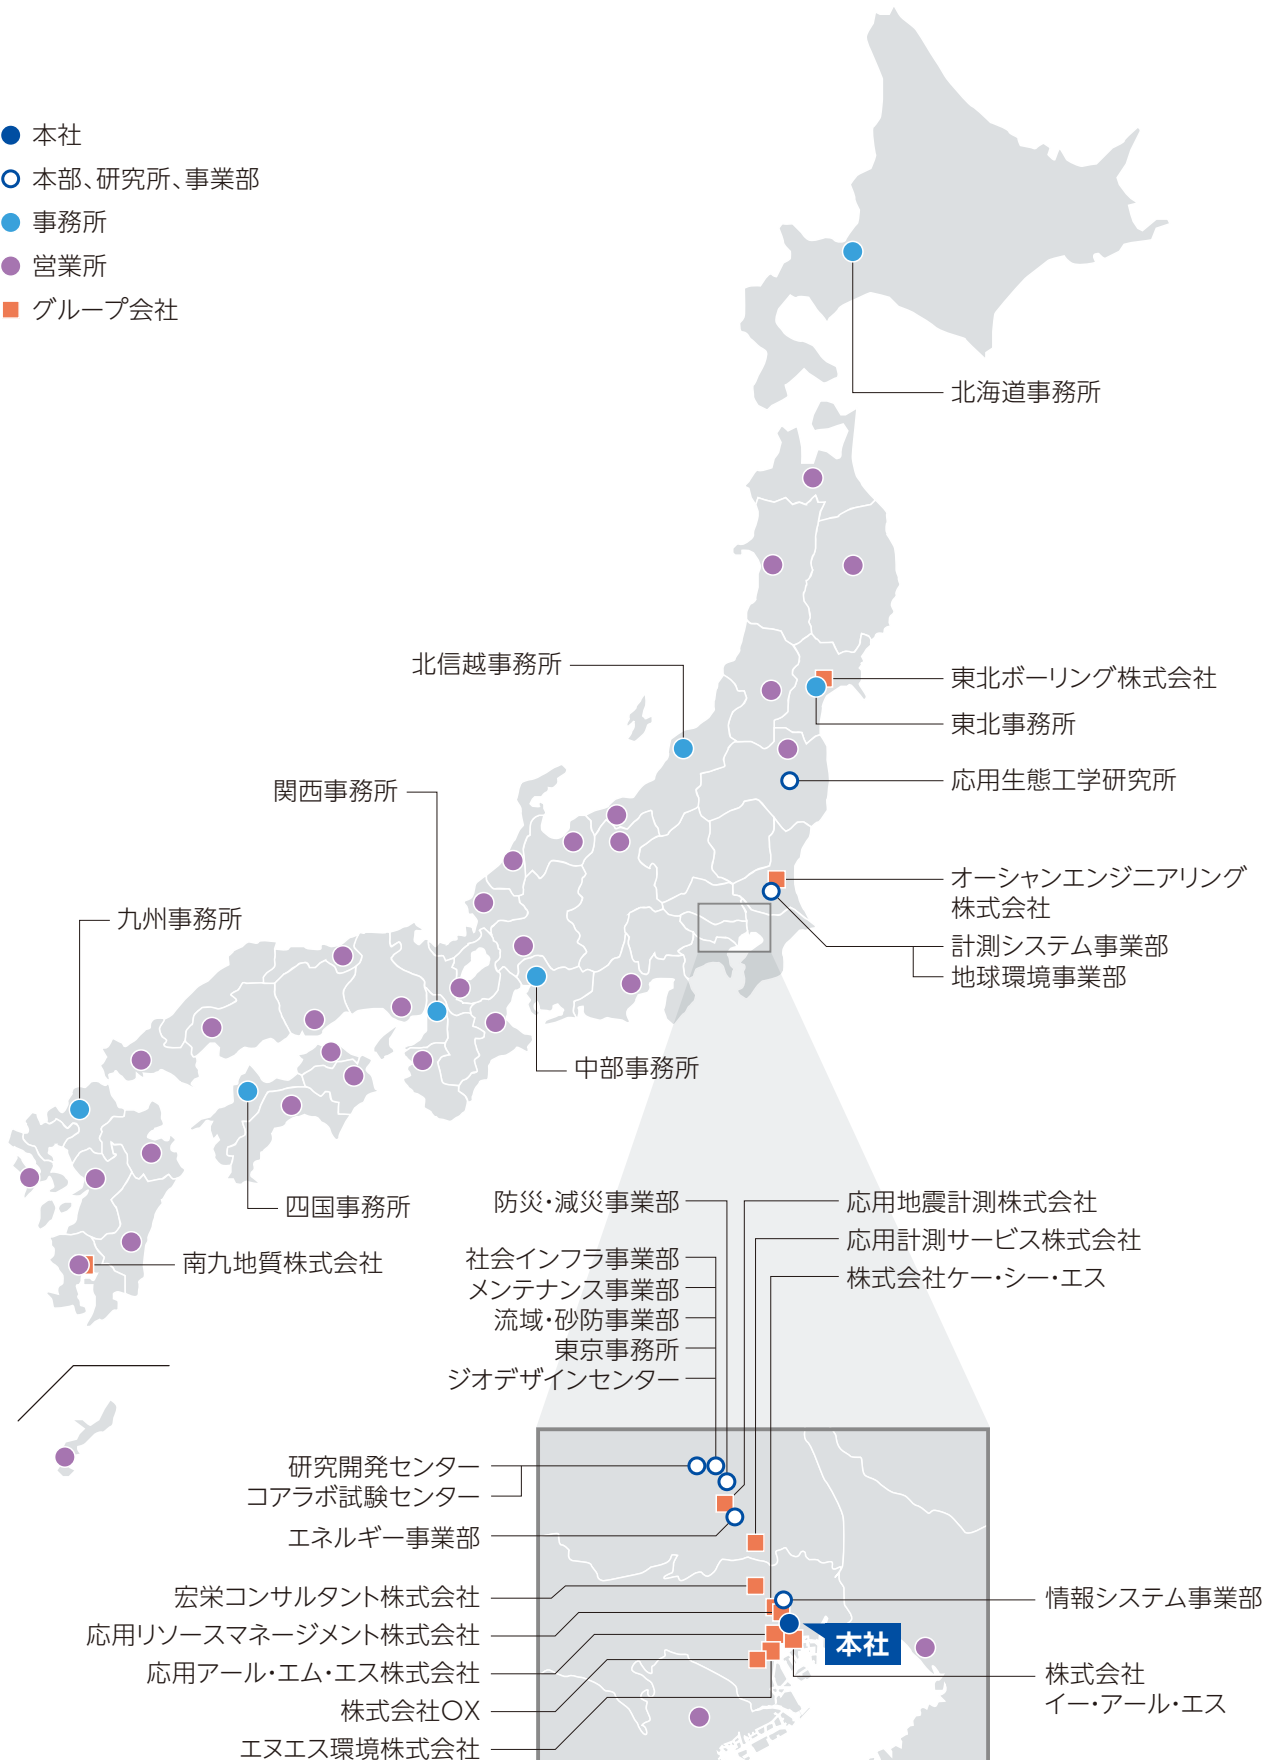 本社
本部、研究所、事業部
事務所
営業所
グループ会社
北海道事務所
北信越事務所
東北ボーリング株式会社
東北事務所
関西事務所
応用生態工学研究所
オーシャンエンジニアリング
株式会社
九州事務所
計測システム事業部
地球環境事業部
中部事務所
四国事務所
南九地質株式会社
防災・減災事業部
社会インフラ事業部
メンテナンス事業部
流域・砂防事業部
東京事務所
ジオデザインセンター
応用地震計測株式会社
応用計測サービス株式会社
株式会社ケー・シー・エス
研究開発センター
コアラボ試験センター
エネルギー事業部
宏栄コンサルタント株式会社
応用リソースマネージメント株式会社
応用アール・エム・エス株式会社
株式会社OX
エヌエス環境株式会社
情報システム事業部
本社
株式会社
イー・アール・エス